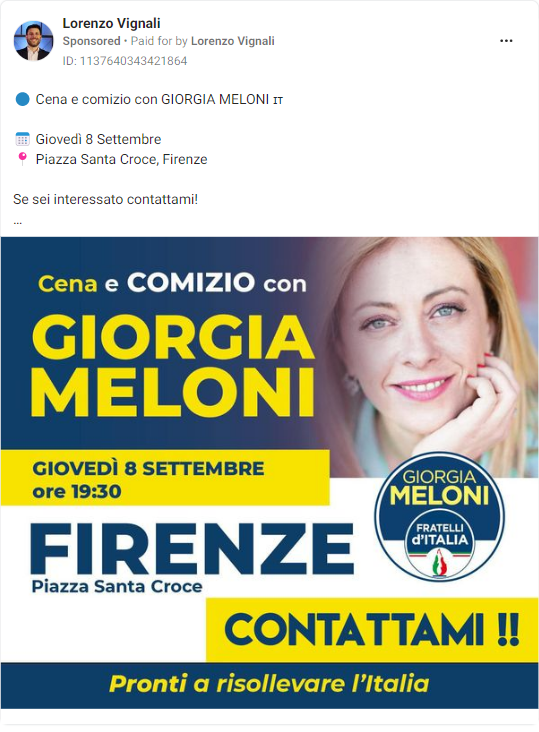 Lorenzo Vignali
Sponsored • Paid for by Lorenzo Vignali
ID: 1137640343421864
🔵 Cena e comizio con GIORGIA MELONI IT
🗓️ Giovedì 8 Settembre
📍 Piazza Santa Croce, Firenze
Se sei interessato contattami!
...
Cena e COMIZIO con
GIORGIA
MELONI
GIOVEDÌ 8 SETTEMBRE
ore 19:30
FIRENZE
Piazza Santa Croce
GIORGIA
MELONI
FRATELLI
d'ITALIA
CONTATTAMI !!
Pronti a risollevare l'Italia